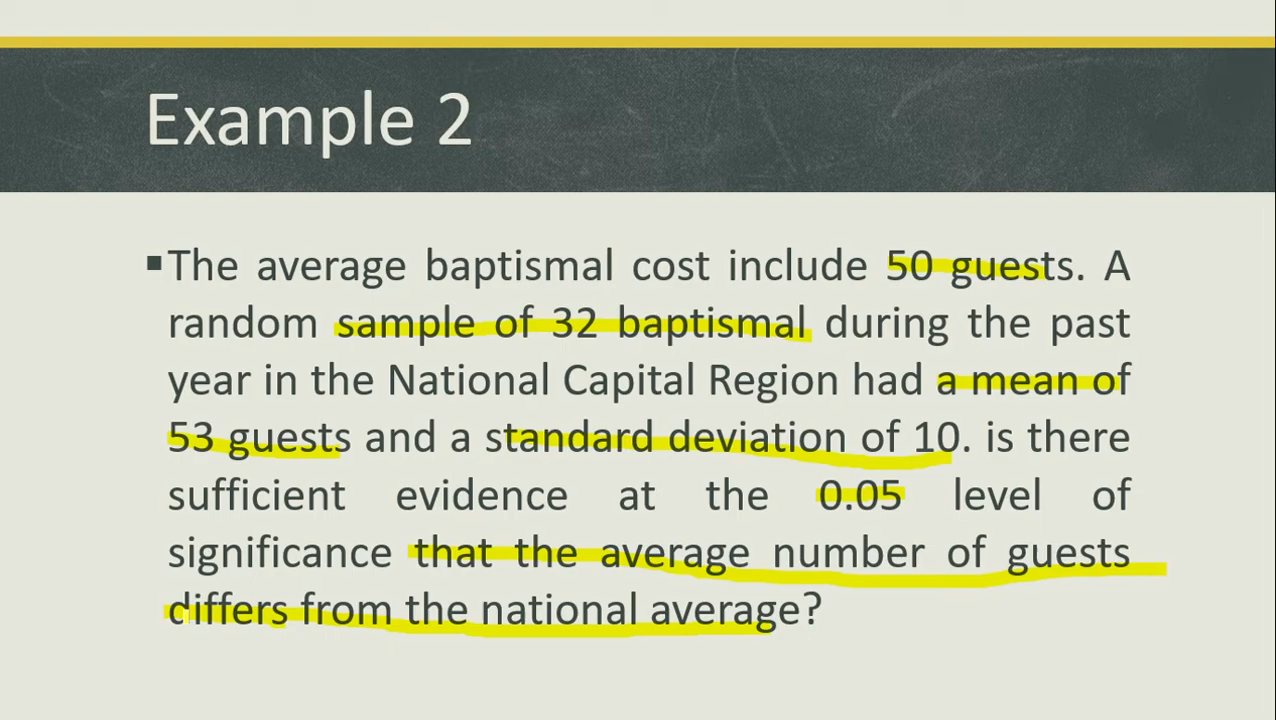 Example 2
▪The average baptismal cost include 50 guests. A
random sample of 32 baptismal during the past
year in the National Capital Region had a mean of
53 guests and a standard deviation of 10. is there
sufficient evidence at the 0.05 level of
significance that the average number of guests
differs from the national average?